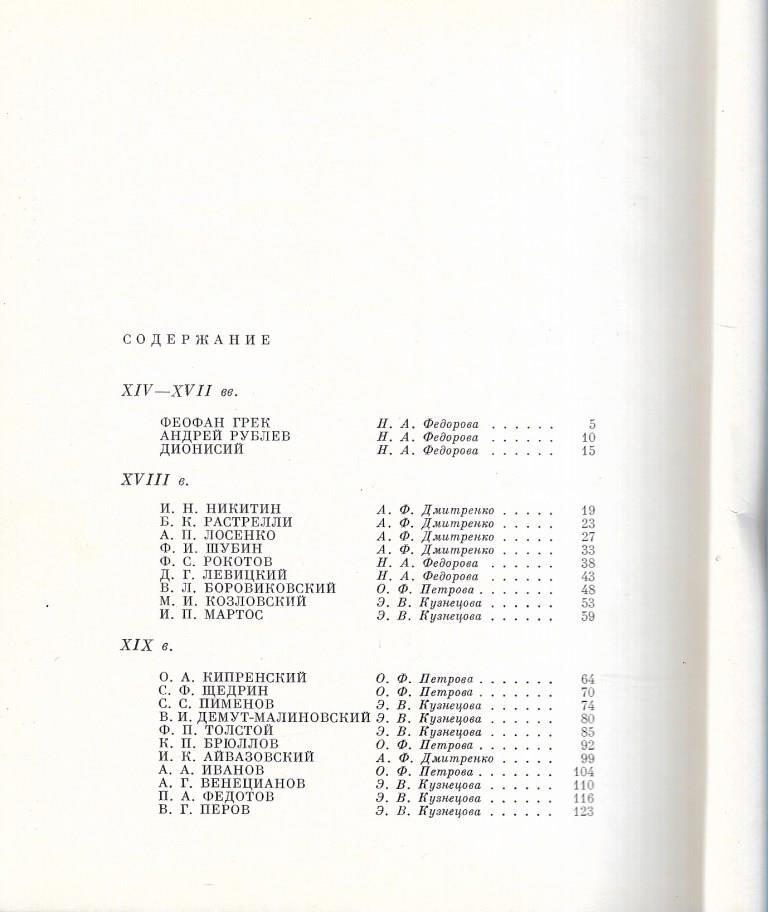 СОДЕРЖАНИЕ
XIV—XVII вв.
ФЕОФАН ГРЕК Н. А. Федорова . . . . . . 5
АНДРЕЙ РУБЛЕВ Н. А. Федорова . . . . . . 10
ДИОНИСИЙ Н. А. Федорова . . . . . . 15
XVIII в.
И. Н. НИКИТИН А. Ф. Дмитренко . . . . . 19
Б. К. РАСТРЕЛЛИ А. Ф. Дмитренко . . . . . 23
А. П. ЛОСЕНКО А. Ф. Дмитренко . . . . . 27
Ф. И. ШУБИН А. Ф. Дмитренко . . . . . 33
Ф. С. РОКОТОВ Н. А. Федорова . . . . . . 38
Д. Г. ЛЕВИЦКИЙ Н. А. Федорова . . . . . . 43
В. Л. БОРОВИКОВСКИЙ О. Ф. Петрова . . . . . . . 48
М. И. КОЗЛОВСКИЙ Э. В. Кузнецова . . . . . . 53
И. П. МАРТОС Э. В. Кузнецова . . . . . . 59
XIX в.
О. А. КИПРЕНСКИЙ О. Ф. Петрова . . . . . . . 64
С. Ф. ЩЕДРИН О. Ф. Петрова . . . . . . . 70
С. С. ПИМЕНОВ Э. В. Кузнецова . . . . . . 74
В. И. ДЕМУТ-МАЛИНОВСКИЙ Э. В. Кузнецова . . . . . . 80
Ф. П. ТОЛСТОЙ Э. В. Кузнецова . . . . . . 85
К. П. БРЮЛЛОВ О. Ф. Петрова . . . . . . . 92
И. К. АЙВАЗОВСКИЙ А. Ф. Дмитренко . . . . . 99
А. А. ИВАНОВ О. Ф. Петрова . . . . . . . 104
А. Г. ВЕНЕЦИАНОВ Э. В. Кузнецова . . . . . . 110
П. А. ФЕДОТОВ Э. В. Кузнецова . . . . . . 116
В. Г. ПЕРОВ Э. В. Кузнецова . . . . . . 123